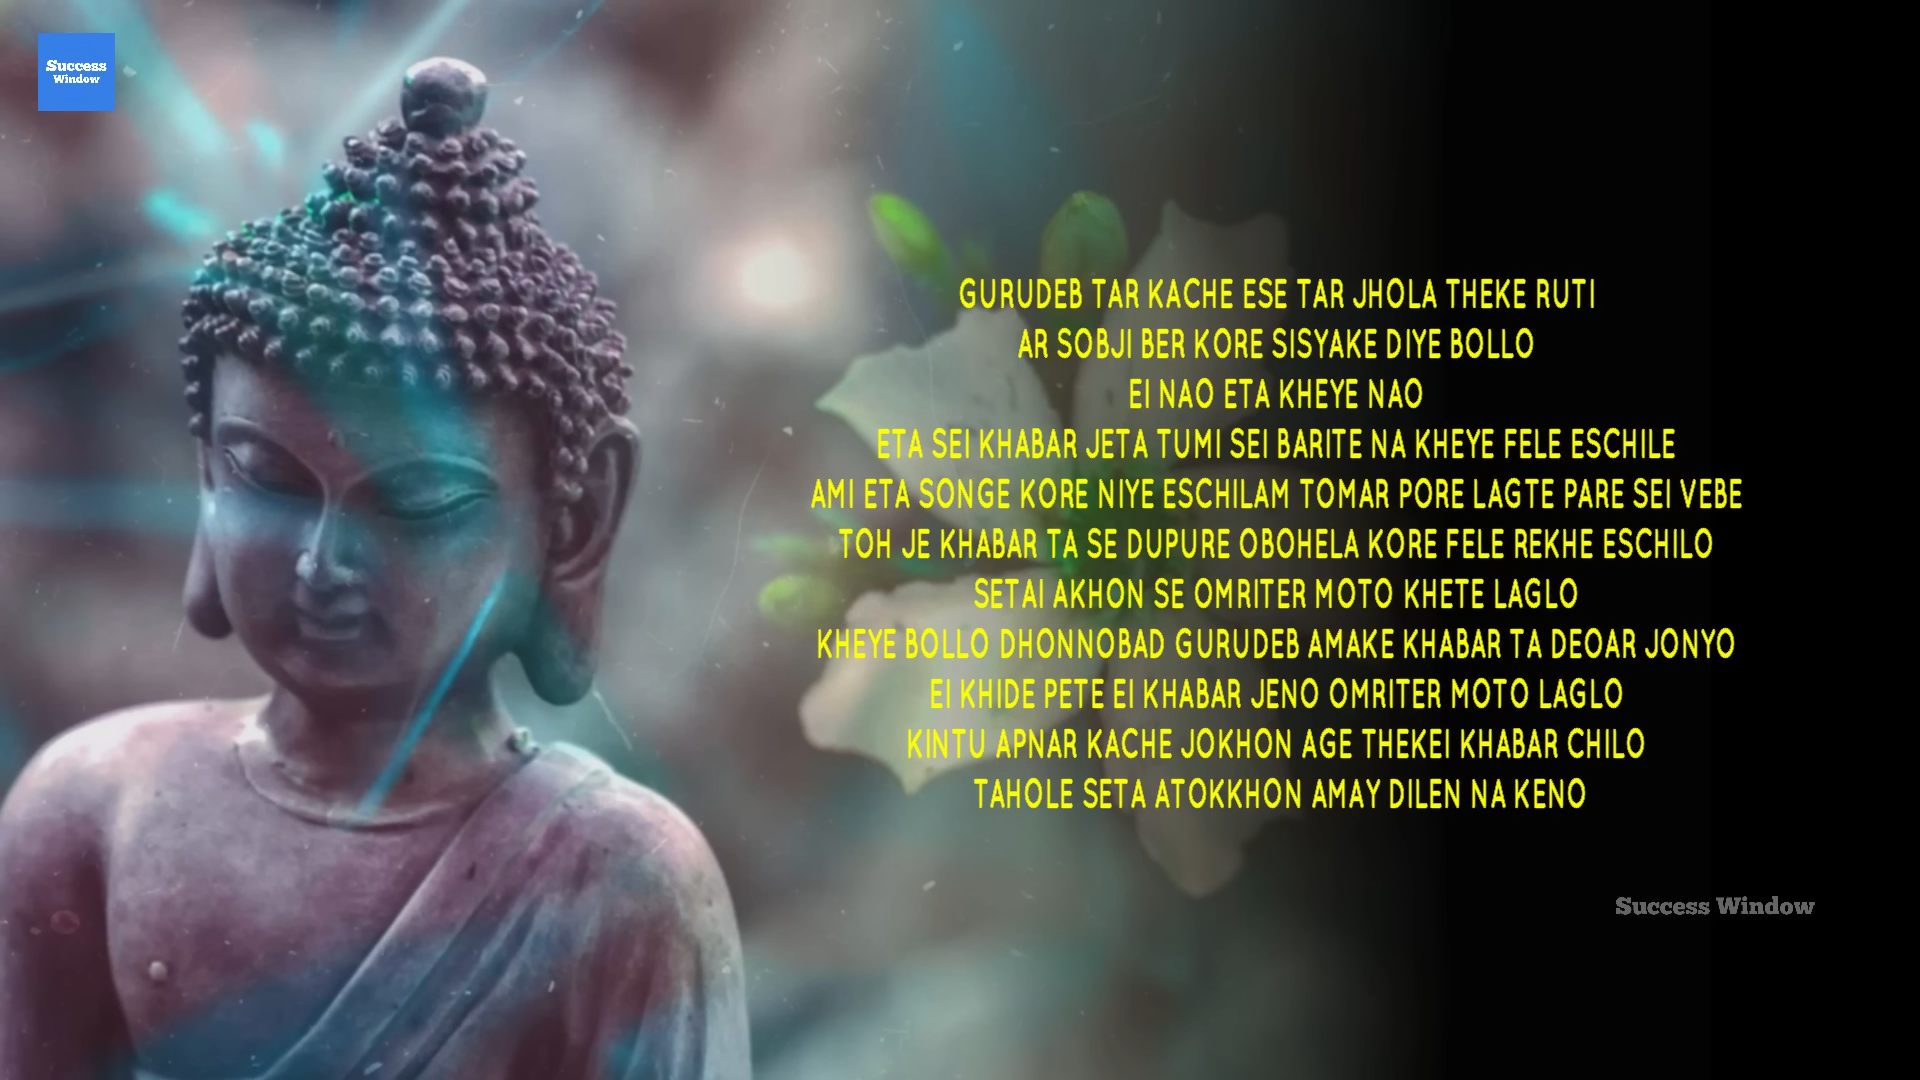 Success
Window
GURUDEB TAR KACHE ESE TAR JHOLA THEKE RUTI
AR SOBJI BER KORE SISYAKE DIYE BOLLO
EI NAO ETA KHEYE NAO
ETA SEI KHABAR JETA TUMI SEI BARITE NA KHEYE FELE ESCHILE
AMI ETA SONGE KORE NIYE ESCHILAM TOMAR PORE LAGTE PARE SEI VEBE
TOH JE KHABAR TA SE DUPURE OBOHELA KORE FELE REKHE ESCHILO
SETAI AKHON SE OMRITER MOTO KHETE LAGLO
KHEYE BOLLO DHONNOBAD GURUDEB AMAKE KHABAR TA DEOAR JONYO
EI KHIDE PETE EI KHABAR JENO OMRITER MOTO LAGLO
KINTU APNAR KACHE JOKHON AGE THEKEI KHABAR CHILO
TAHOLE SETA ATOKKHON AMAY DILEN NA KENO
Success Window